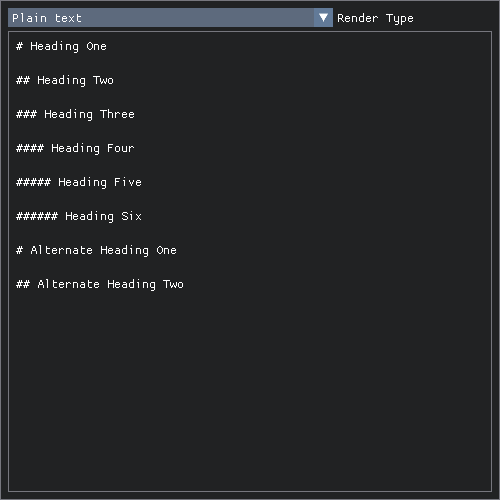 Plain text
Render Type
# Heading One
## Heading Two
### Heading Three
#### Heading Four
##### Heading Five
###### Heading Six
# Alternate Heading One
## Alternate Heading Two